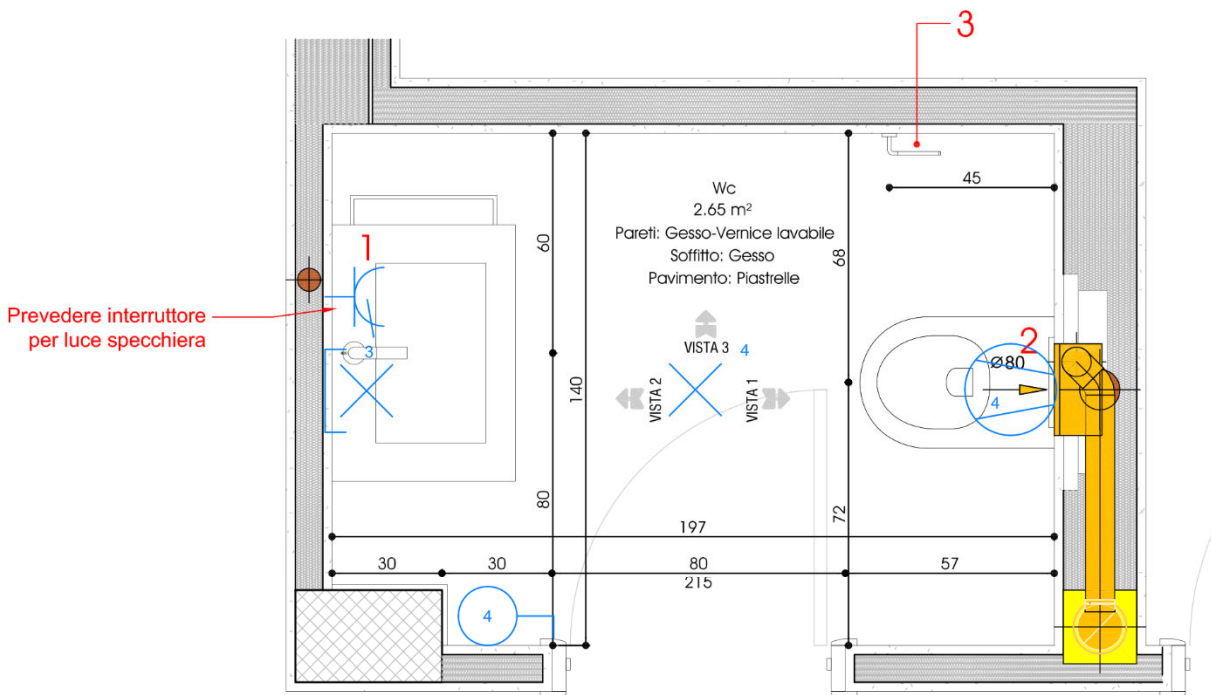 3
45
Wc
2.65 m²
Pareti: Gesso-Vernice lavabile
Soffitto: Gesso
Pavimento: Piastrelle
60
68
1
Prevedere interruttore
per luce specchiera
3
VISTA 3
4
2
Ø80
140
VISTA 2
VISTA 1
4
80
72
197
30
30
80
57
215
4